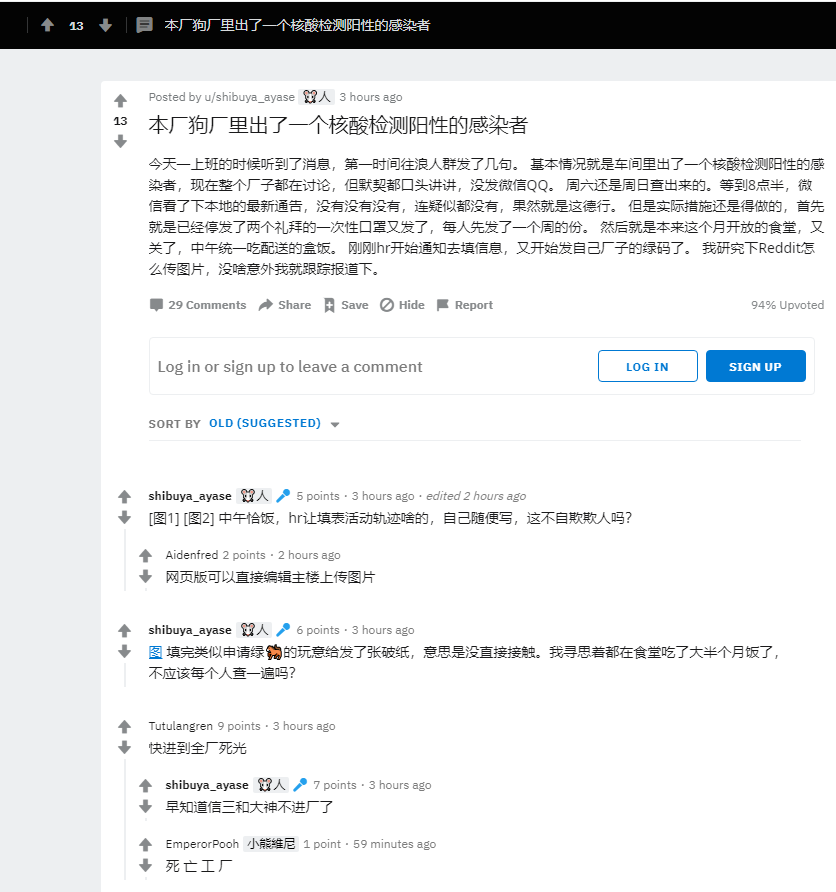 13 本厂狗厂里出了一个核酸检测阳性的感染者
Posted by u/shibuya_ayase 🐭人 3 hours ago
13
本厂狗厂里出了一个核酸检测阳性的感染者
今天一上班的时候听到了消息，第一时间往浪人群发了几句。 基本情况就是车间里出了一个核酸检测阳性的感
染者，现在整个厂子都在讨论，但默契都口头讲讲，没发微信QQ。 周六还是周日查出来的。等到8点半，微
信看了下本地的最新通告，没有没有没有，连疑似都没有，果然就是这德行。 但是实际措施还是得做的，首先
就是已经停发了两个礼拜的一次性口罩又发了，每人先发了一个周的份。 然后就是本来这个月开放的食堂，又
关了，中午统一吃配送的盒饭。 刚刚hr开始通知去填信息，又开始发自己厂子的绿码了。 我研究下Reddit怎
么传图片，没啥意外我就跟踪报道下。
29 Comments Share Save Hide Report 94% Upvoted
Log in or sign up to leave a comment LOG IN SIGN UP
SORT BY OLD (SUGGESTED)
shibuya_ayase 🐭人 5 points · 3 hours ago · edited 2 hours ago
[图1] [图2] 中午恰饭，hr让填表活动轨迹啥的，自己随便写，这不自欺欺人吗？
Aidenfred 2 points · 2 hours ago
网页版可以直接编辑主楼上传图片
shibuya_ayase 🐭人 6 points · 3 hours ago
图 填完类似申请绿🐎的玩意给发了张破纸，意思是没直接接触。我寻思着都在食堂吃了大半个月饭了，
不应该每个人查一遍吗？
Tutulangren 9 points · 3 hours ago
快进到全厂死光
shibuya_ayase 🐭人 7 points · 3 hours ago
早知道信三和大神不进厂了
EmperorPooh 小熊維尼 1 point · 59 minutes ago
死 亡 工 厂